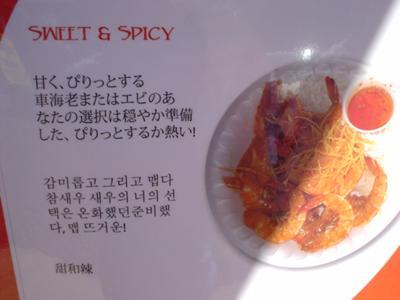 SWEET & SPICY
甘く、ぴりっとする
車海老またはエビのあ
なたの選択は穏やか準備
した、ぴりっとするか熱い!
감미롭고 그리고 맵다
참새우 새우의 너의 선
택은 온화했던준비했
다, 맵 뜨거운!
甜和辣